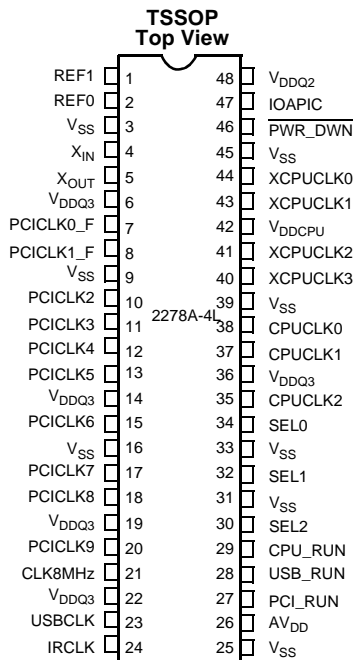 TSSOP
Top View
REF1 1 48 VDDQ2
REF0 2 47 IOAPIC
VSS 3 46 PWR_DWN
XIN 4 45 VSS
XOUT 5 44 XCPUCLK0
VDDQ3 6 43 XCPUCLK1
PCICLK0_F 7 42 VDDCPU
PCICLK1_F 8 41 XCPUCLK2
VSS 9 40 XCPUCLK3
PCICLK2 10 39 VSS
2278A-4L
PCICLK3 11 38 CPUCLK0
PCICLK4 12 37 CPUCLK1
PCICLK5 13 36 VDDQ3
VDDQ3 14 35 CPUCLK2
PCICLK6 15 34 SEL0
VSS 16 33 VSS
PCICLK7 17 32 SEL1
PCICLK8 18 31 VSS
VDDQ3 19 30 SEL2
PCICLK9 20 29 CPU_RUN
CLK8MHz 21 28 USB_RUN
VDDQ3 22 27 PCI_RUN
USBCLK 23 26 AVDD
IRCLK 24 25 VSS